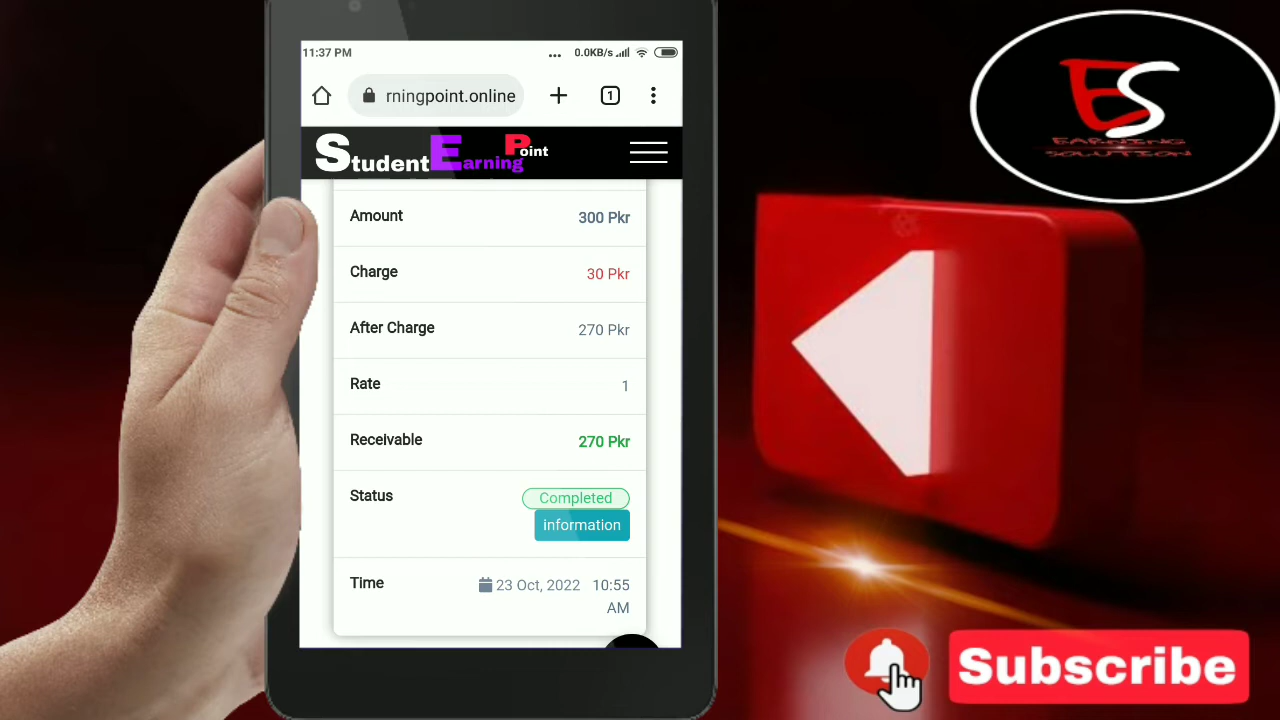 11:37 PM ... 0.0KB/s
rningpoint.online 1
Student Earning Point
Amount 300 Pkr
Charge 30 Pkr
After Charge 270 Pkr
Rate 1
Receivable 270 Pkr
Status Completed
information
Time 23 Oct, 2022 10:55
AM
ES
EARNING
SOLUTION
Subscribe